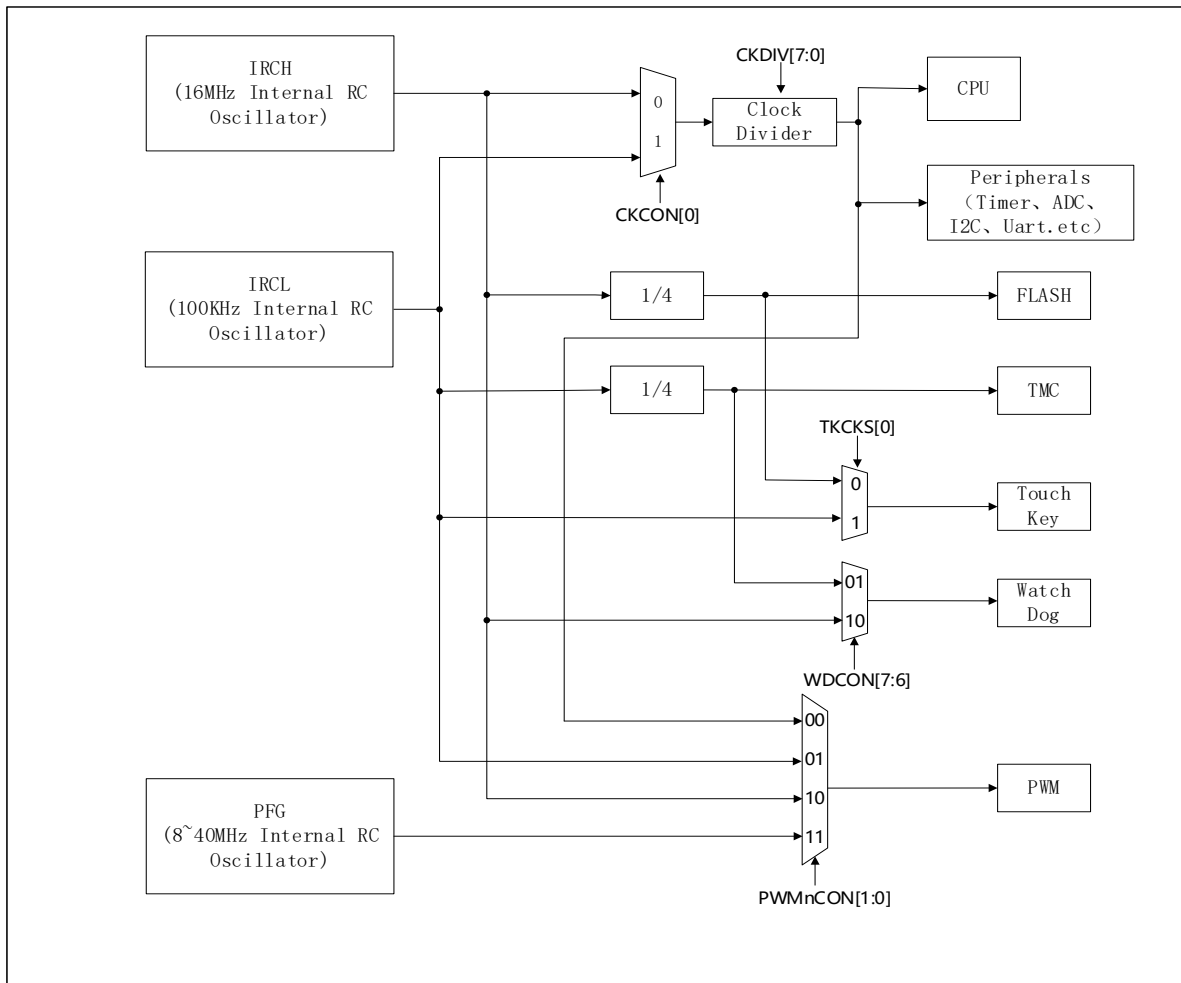 IRCH
(16MHz Internal RC
Oscillator)
CKDIV[7:0]
0
1
Clock
Divider
CPU
CKCON[0]
Peripherals
（Timer、ADC、
I2C、Uart.etc）
IRCL
(100KHz Internal RC
Oscillator)
1/4
FLASH
1/4
TMC
TKCKS[0]
0
1
Touch
Key
01
10
Watch
Dog
WDCON[7:6]
00
01
10
11
PWM
PFG
(8~40MHz Internal RC
Oscillator)
PWMnCON[1:0]